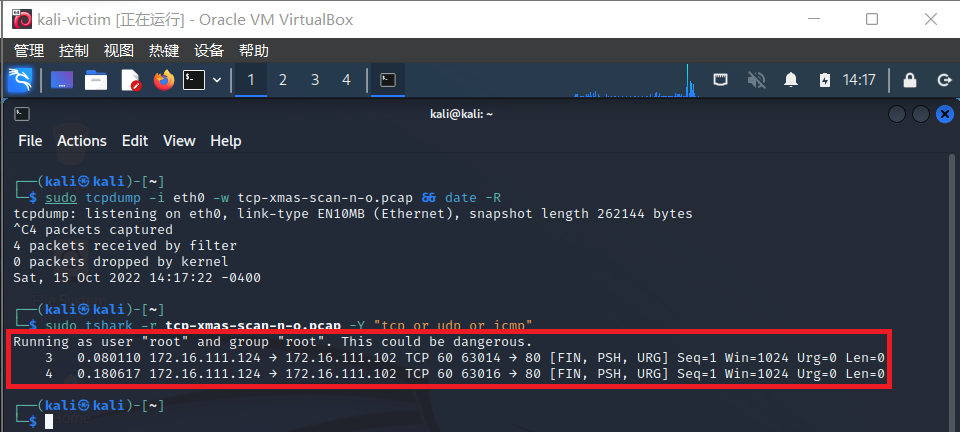 kali-victim [正在运行] - Oracle VM VirtualBox
管理 控制 视图 热键 设备 帮助
1 2 3 4 14:17
kali@kali: ~
File Actions Edit View Help
┌──(kali㉿kali)-[~]
└─$ sudo tcpdump -i eth0 -w tcp-xmas-scan-n-o.pcap && date -R
tcpdump: listening on eth0, link-type EN10MB (Ethernet), snapshot length 262144 bytes
^C4 packets captured
4 packets received by filter
0 packets dropped by kernel
Sat, 15 Oct 2022 14:17:22 -0400
┌──(kali㉿kali)-[~]
└─$ sudo tshark -r tcp-xmas-scan-n-o.pcap -Y "tcp or udp or icmp"
Running as user "root" and group "root". This could be dangerous.
3 0.080110 172.16.111.124 → 172.16.111.102 TCP 60 63014 → 80 [FIN, PSH, URG] Seq=1 Win=1024 Urg=0 Len=0
4 0.180617 172.16.111.124 → 172.16.111.102 TCP 60 63016 → 80 [FIN, PSH, URG] Seq=1 Win=1024 Urg=0 Len=0
┌──(kali㉿kali)-[~]
└─$